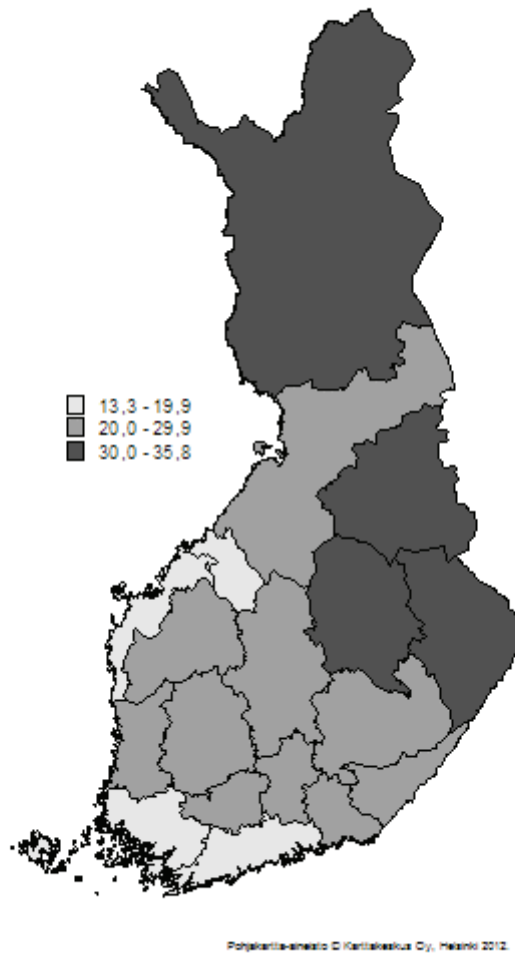 13,3 - 19,9
20,0 - 29,9
30,0 - 35,8
Pohjakartta-aineisto © Karttakeskus Oy, Helsinki 2012.